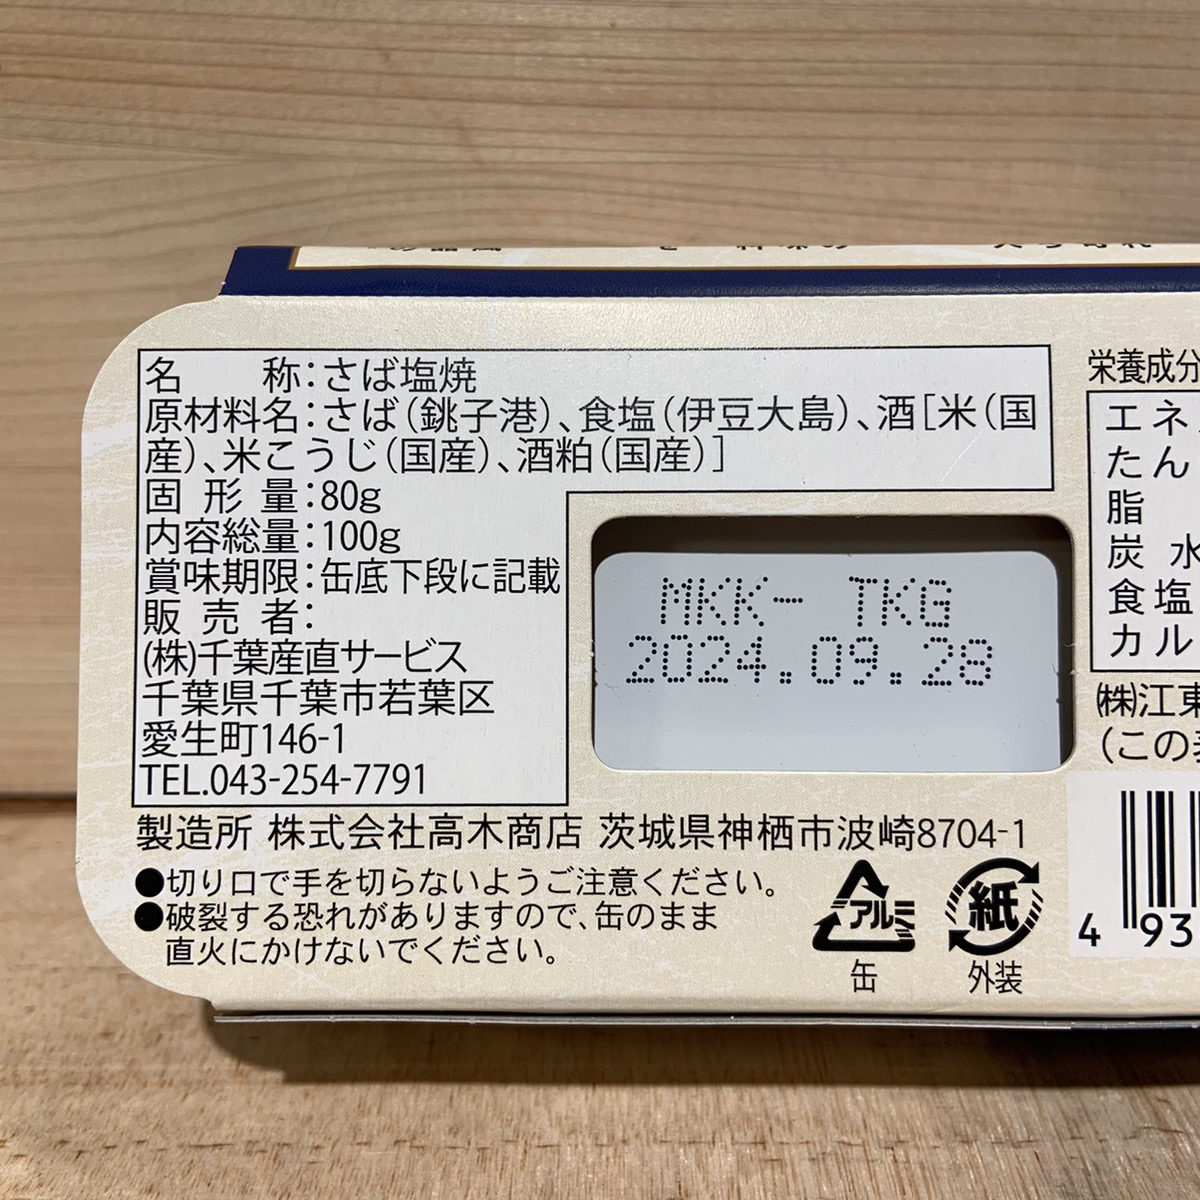 名称:さば塩焼
原材料名:さば(銚子港)、食塩(伊豆大島)、酒[米(国
産)、米こうじ(国産)、酒粕(国産)]
固形量:80g
内容総量:100g
賞味期限:缶底下段に記載
販売者:
(株)千葉産直サービス
千葉県千葉市若葉区
愛生町146-1
TEL.043-254-7791
MKK- TKG
2024.09.28
製造所 株式会社髙木商店 茨城県神栖市波崎8704-1
●切り口で手を切らないようご注意ください。
●破裂する恐れがありますので、缶のまま
直火にかけないでください。
アルミ
缶
紙
外装
栄養成分
エネ
たん
脂
炭水
食塩
カル
(株)江東
(この表
4 93